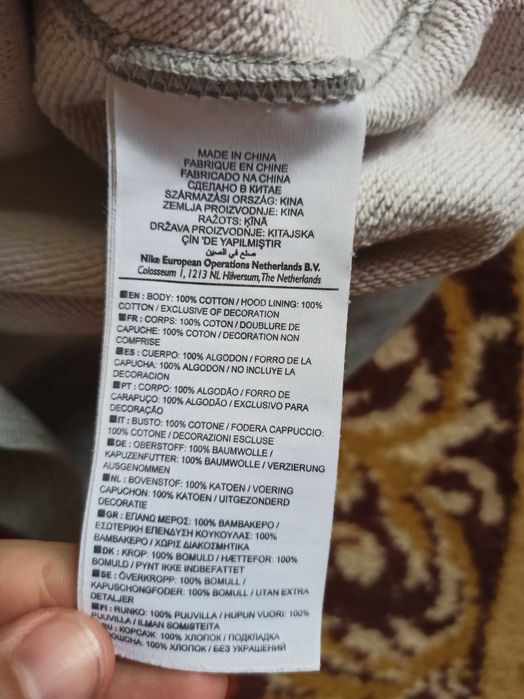 MADE IN CHINA
FABRIQUE EN CHINE
FABRICADO NA CHINA
СДЕЛАНО В КИТАЕ
SZÁRMAZÁSI ORSZÁG: KINA
ZEMLJA PROIZVODNJE: KINA
RAŽOTS: ĶĪNĀ
DRŽAVA PROIZVODNJE: KITAJSKA
ÇİN 'DE YAPILMIŞTIR
صنع في الصين
Nike European Operations Netherlands B.V.
Colosseum 1, 1213 NL Hilversum, The Netherlands
EN : BODY: 100% COTTON / HOOD LINING: 100%
COTTON / EXCLUSIVE OF DECORATION
FR : CORPS: 100% COTON / DOUBLURE DE
CAPUCHE: 100% COTON / DECORATION NON
COMPRISE
ES : CUERPO: 100% ALGODON / FORRO DE LA
CAPUCHA: 100% ALGODON / NO INCLUYE LA
DECORACION
PT : CORPO: 100% ALGODÃO / FORRO DE
CARAPUÇO: 100% ALGODÃO / EXCLUSIVO PARA
DECORAÇÃO
IT : BUSTO: 100% COTONE / FODERA CAPPUCCIO:
100% COTONE / DECORAZIONI ESCLUSE
DE : OBERSTOFF: 100% BAUMWOLLE /
KAPUZENFUTTER: 100% BAUMWOLLE / VERZIERUNG
AUSGENOMMEN
NL : BOVENSTOF: 100% KATOEN / VOERING
CAPUCHON: 100% KATOEN / UITGEZONDERD
DECORATIE
GR : ΕΠΑΝΩ ΜΕΡΟΣ: 100% ΒΑΜΒΑΚΕΡΟ /
ΕΣΩΤΕΡΙΚΗ ΕΠΕΝΔΥΣΗ ΚΟΥΚΟΥΛΑΣ: 100%
ΒΑΜΒΑΚΕΡΟ / ΧΩΡΙΣ ΔΙΑΚΟΣΜΗΤΙΚΑ
DK : KROP: 100% BOMULD / HÆTTEFOR: 100%
BOMULD / PYNT IKKE INDBEFATTET
SE : ÖVERKROPP: 100% BOMULL /
KAPUSCHONGFODER: 100% BOMULL / UTAN EXTRA
DETALJER
FI : RUNKO: 100% PUUVILLA / HUPUN VUORI: 100%
PUUVILLA / ILMAN SOMISTEITA
RU : КОРСАЖ: 100% ХЛОПОК / ПОДКЛАДКА
100% ХЛОПОК / БЕЗ УКРАШЕНИЙ